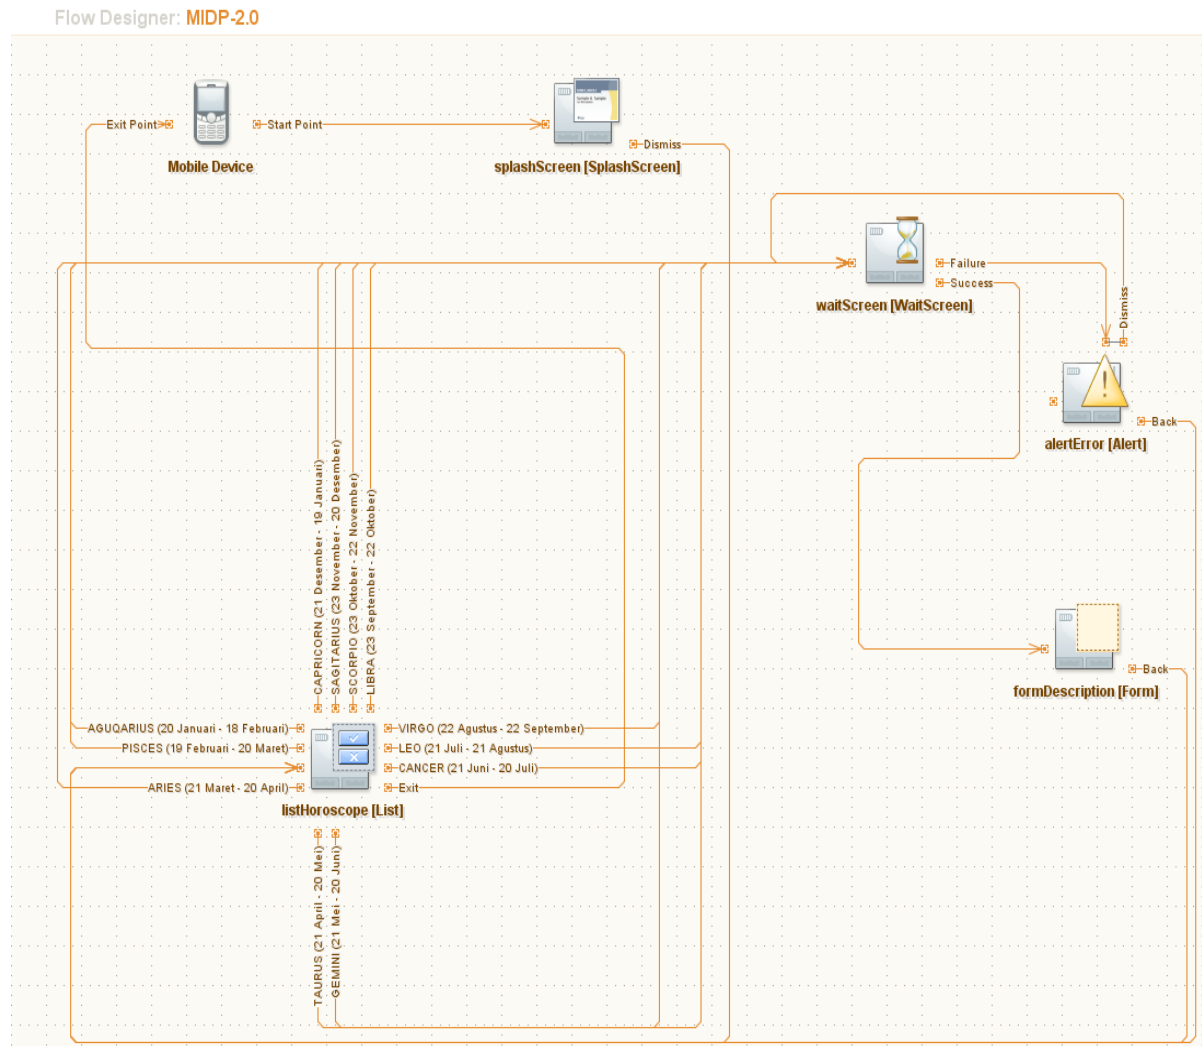 Flow Designer: MIDP-2.0
Exit Point
Start Point
Mobile Device
Dismiss
splashScreen [SplashScreen]
Failure
Success
waitScreen [WaitScreen]
Dismiss
Back
alertError [Alert]
CAPRICORN (21 Desember - 19 Januari)
SAGITARIUS (23 November - 20 Desember)
SCORPIO (23 Oktober - 22 November)
LIBRA (23 September - 22 Oktober)
Back
formDescription [Form]
AGUQARIUS (20 Januari - 18 Februari)
VIRGO (22 Agustus - 22 September)
PISCES (19 Februari - 20 Maret)
LEO (21 Juli - 21 Agustus)
CANCER (21 Juni - 20 Juli)
ARIES (21 Maret - 20 April)
Exit
listHoroscope [List]
TAURUS (21 April - 20 Mei)
GEMINI (21 Mei - 20 Juni)